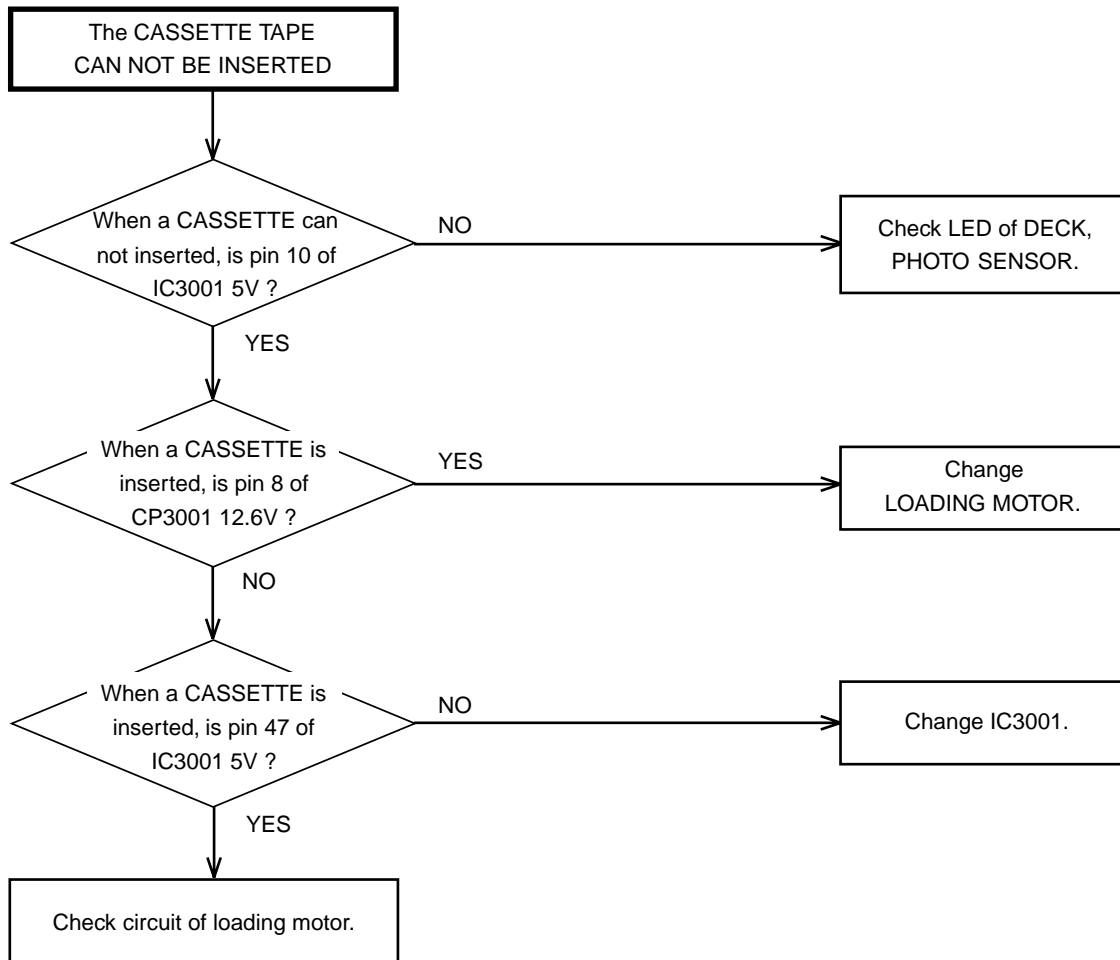 The CASSETTE TAPE
CAN NOT BE INSERTED
When a CASSETTE can
not inserted, is pin 10 of
IC3001 5V ?
NO
Check LED of DECK,
PHOTO SENSOR.
YES
When a CASSETTE is
inserted, is pin 8 of
CP3001 12.6V ?
YES
Change
LOADING MOTOR.
NO
When a CASSETTE is
inserted, is pin 47 of
IC3001 5V ?
NO
Change IC3001.
YES
Check circuit of loading motor.